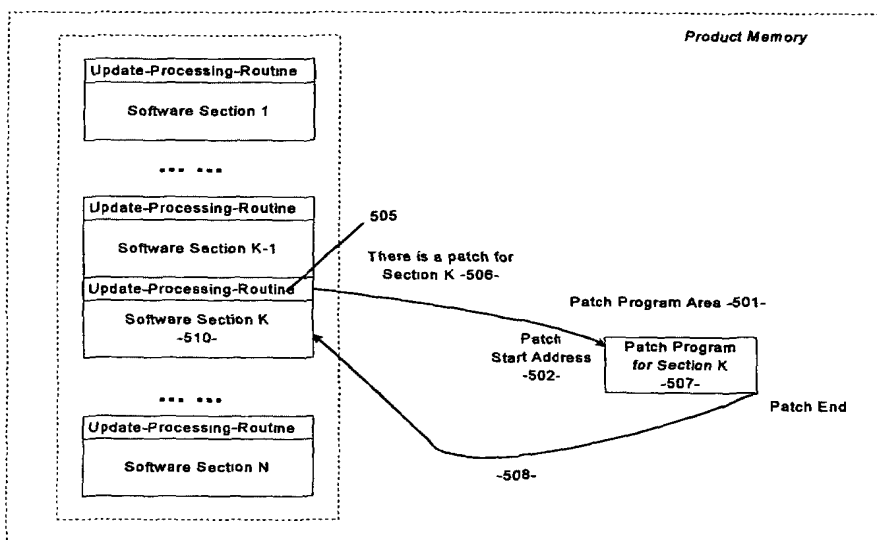 Product Memory
Update-Processing-Routine
Software Section 1
... ...
Update-Processing-Routine
Software Section K-1
Update-Processing-Routine
Software Section K
-510-
... ...
Update-Processing-Routine
Software Section N
505
There is a patch for
Section K -506-
Patch Program Area -501-
Patch
Start Address
-502-
Patch Program
for Section K
-507-
Patch End
-508-